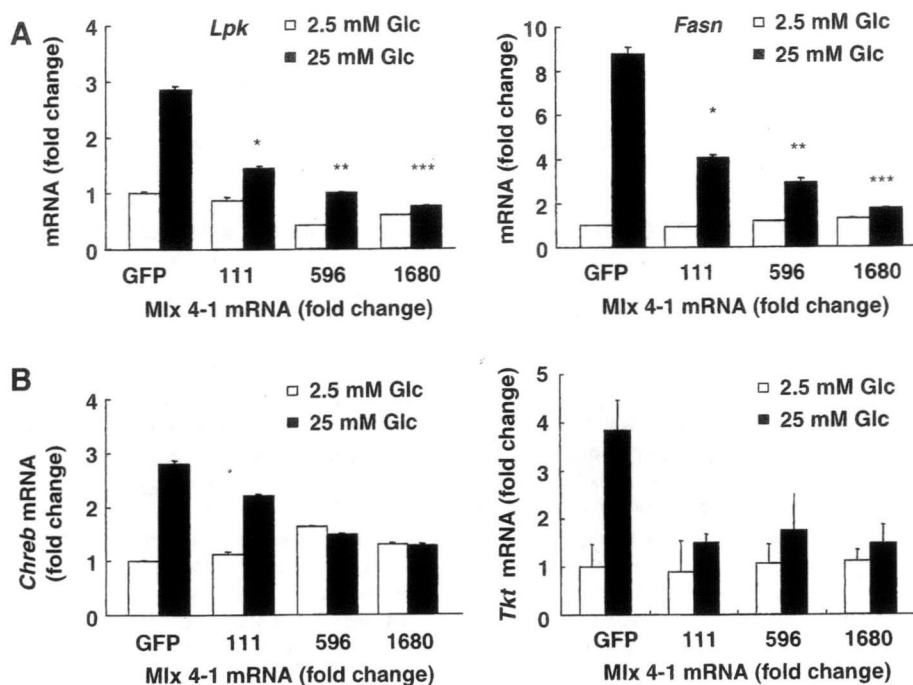 A
Lpk
2.5 mM Glc
25 mM Glc
mRNA (fold change)
4
3
2
1
0
*
**
***
GFP
111
596
1680
Mlx 4-1 mRNA (fold change)
Fasn
2.5 mM Glc
25 mM Glc
mRNA (fold change)
10
8
6
4
2
0
*
**
***
GFP
111
596
1680
Mlx 4-1 mRNA (fold change)
B
2.5 mM Glc
25 mM Glc
Chreb mRNA
(fold change)
4
3
2
1
0
GFP
111
596
1680
Mlx 4-1 mRNA (fold change)
2.5 mM Glc
25 mM Glc
Tkt mRNA (fold change)
5
4
3
2
1
0
GFP
111
596
1680
Mlx 4-1 mRNA (fold change)